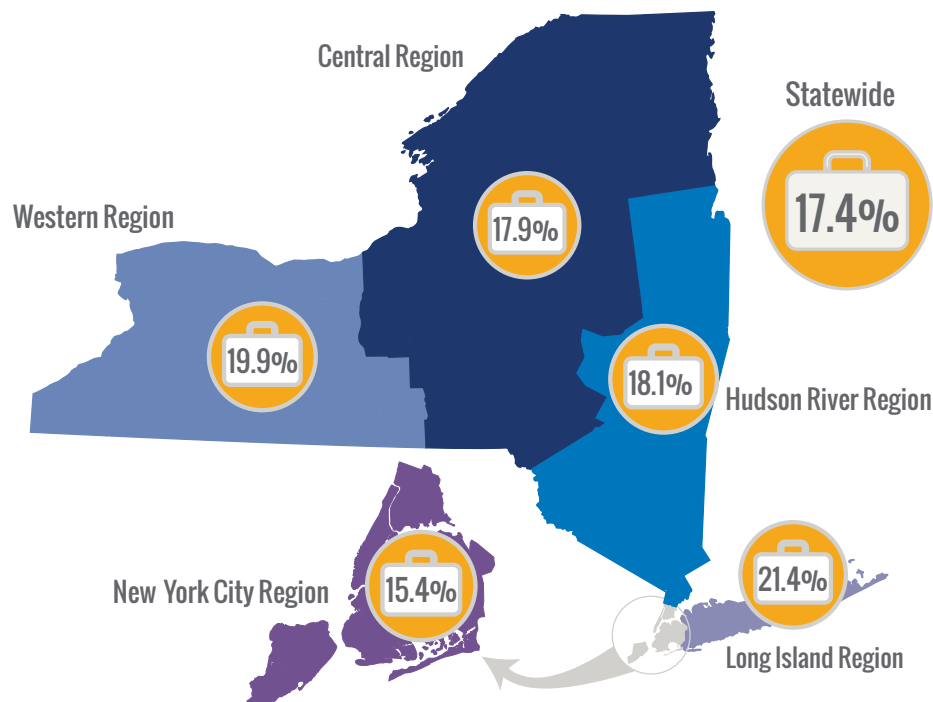 Central Region
Statewide
17.4%
Western Region
17.9%
19.9%
18.1%
Hudson River Region
New York City Region
15.4%
21.4%
Long Island Region